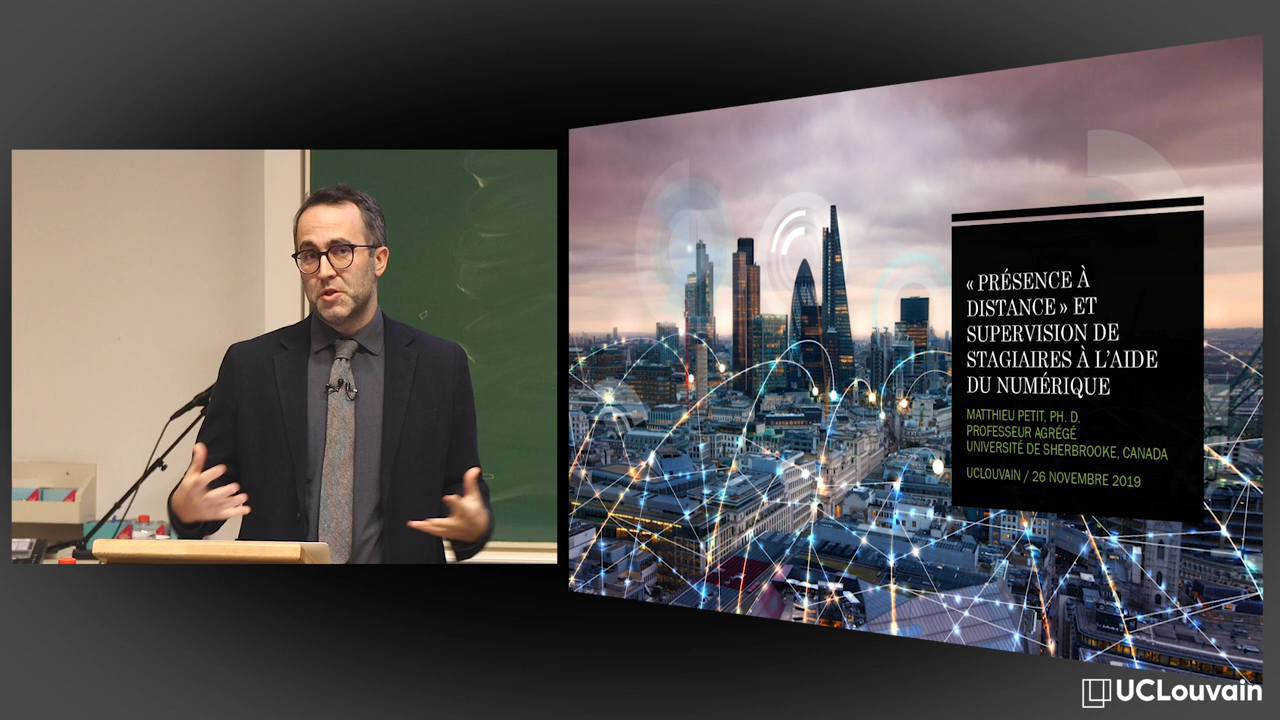 « PRÉSENCE À
DISTANCE » ET
SUPERVISION DE
STAGIAIRES À L'AIDE
DU NUMÉRIQUE
MATTHIEU PETIT, PH. D.
PROFESSEUR AGRÉGÉ
UNIVERSITÉ DE SHERBROOKE, CANADA
UCLOUVAIN / 26 NOVEMBRE 2019
UCLouvain